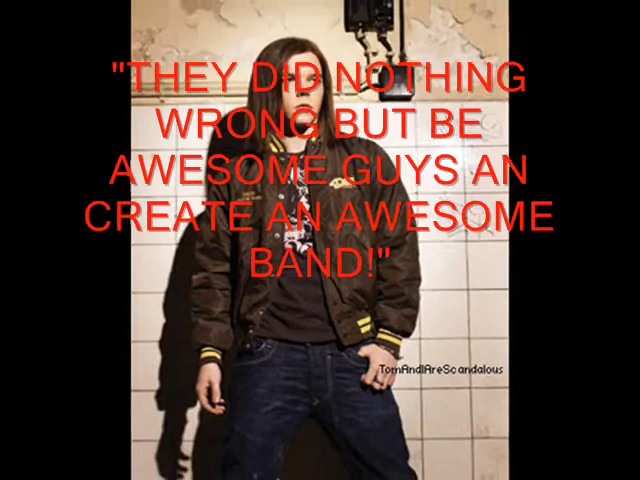 "THEY DID NOTHING
WRONG BUT BE
AWESOME GUYS AN
CREATE AN AWESOME
BAND!"
TomAndIAreScandalous